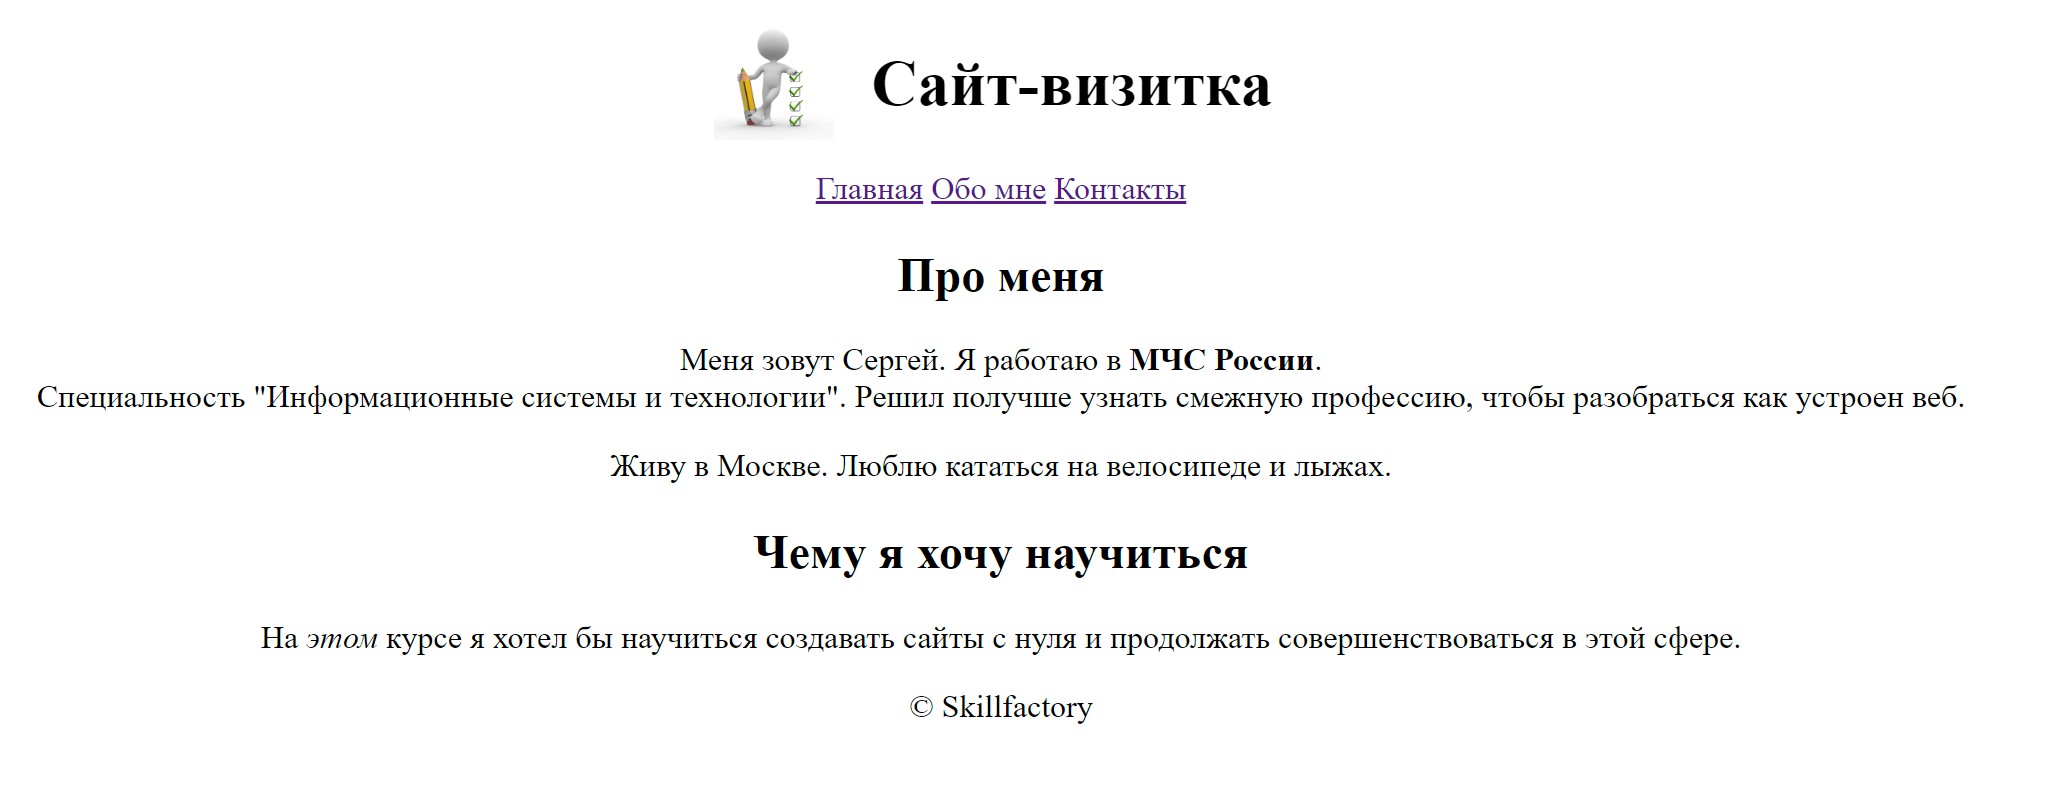 Сайт-визитка
Главная Обо мне Контакты
Про меня
Меня зовут Сергей. Я работаю в МЧС России.
Специальность "Информационные системы и технологии". Решил получше узнать смежную профессию, чтобы разобраться как устроен веб.
Живу в Москве. Люблю кататься на велосипеде и лыжах.
Чему я хочу научиться
На этом курсе я хотел бы научиться создавать сайты с нуля и продолжать совершенствоваться в этой сфере.
© Skillfactory